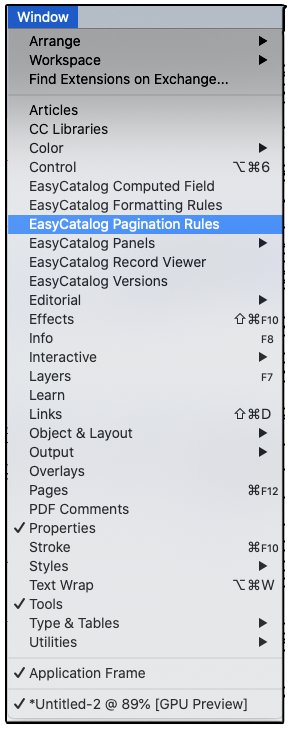 Window
Arrange ▶
Workspace ▶
Find Extensions on Exchange...
Articles
CC Libraries
Color ▶
Control ⌥⌘6
EasyCatalog Computed Field
EasyCatalog Formatting Rules
EasyCatalog Pagination Rules
EasyCatalog Panels ▶
EasyCatalog Record Viewer
EasyCatalog Versions
Editorial ▶
Effects ⇧⌘F10
Info F8
Interactive ▶
Layers F7
Learn
Links ⇧⌘D
Object & Layout ▶
Output ▶
Overlays
Pages ⌘F12
PDF Comments
✓ Properties
Stroke ⌘F10
Styles ▶
Text Wrap ⌥⌘W
✓ Tools
Type & Tables ▶
Utilities ▶
✓ Application Frame
✓ *Untitled-2 @ 89% [GPU Preview]